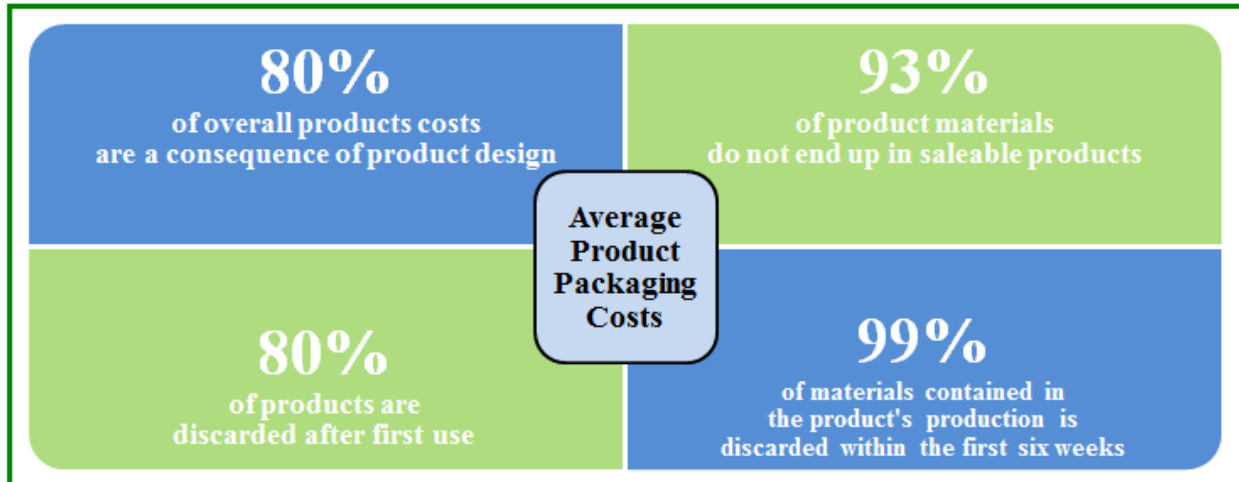 80%
of overall products costs
are a consequence of product design
93%
of product materials
do not end up in saleable products
Average
Product
Packaging
Costs
80%
of products are
discarded after first use
99%
of materials contained in
the product's production is
discarded within the first six weeks